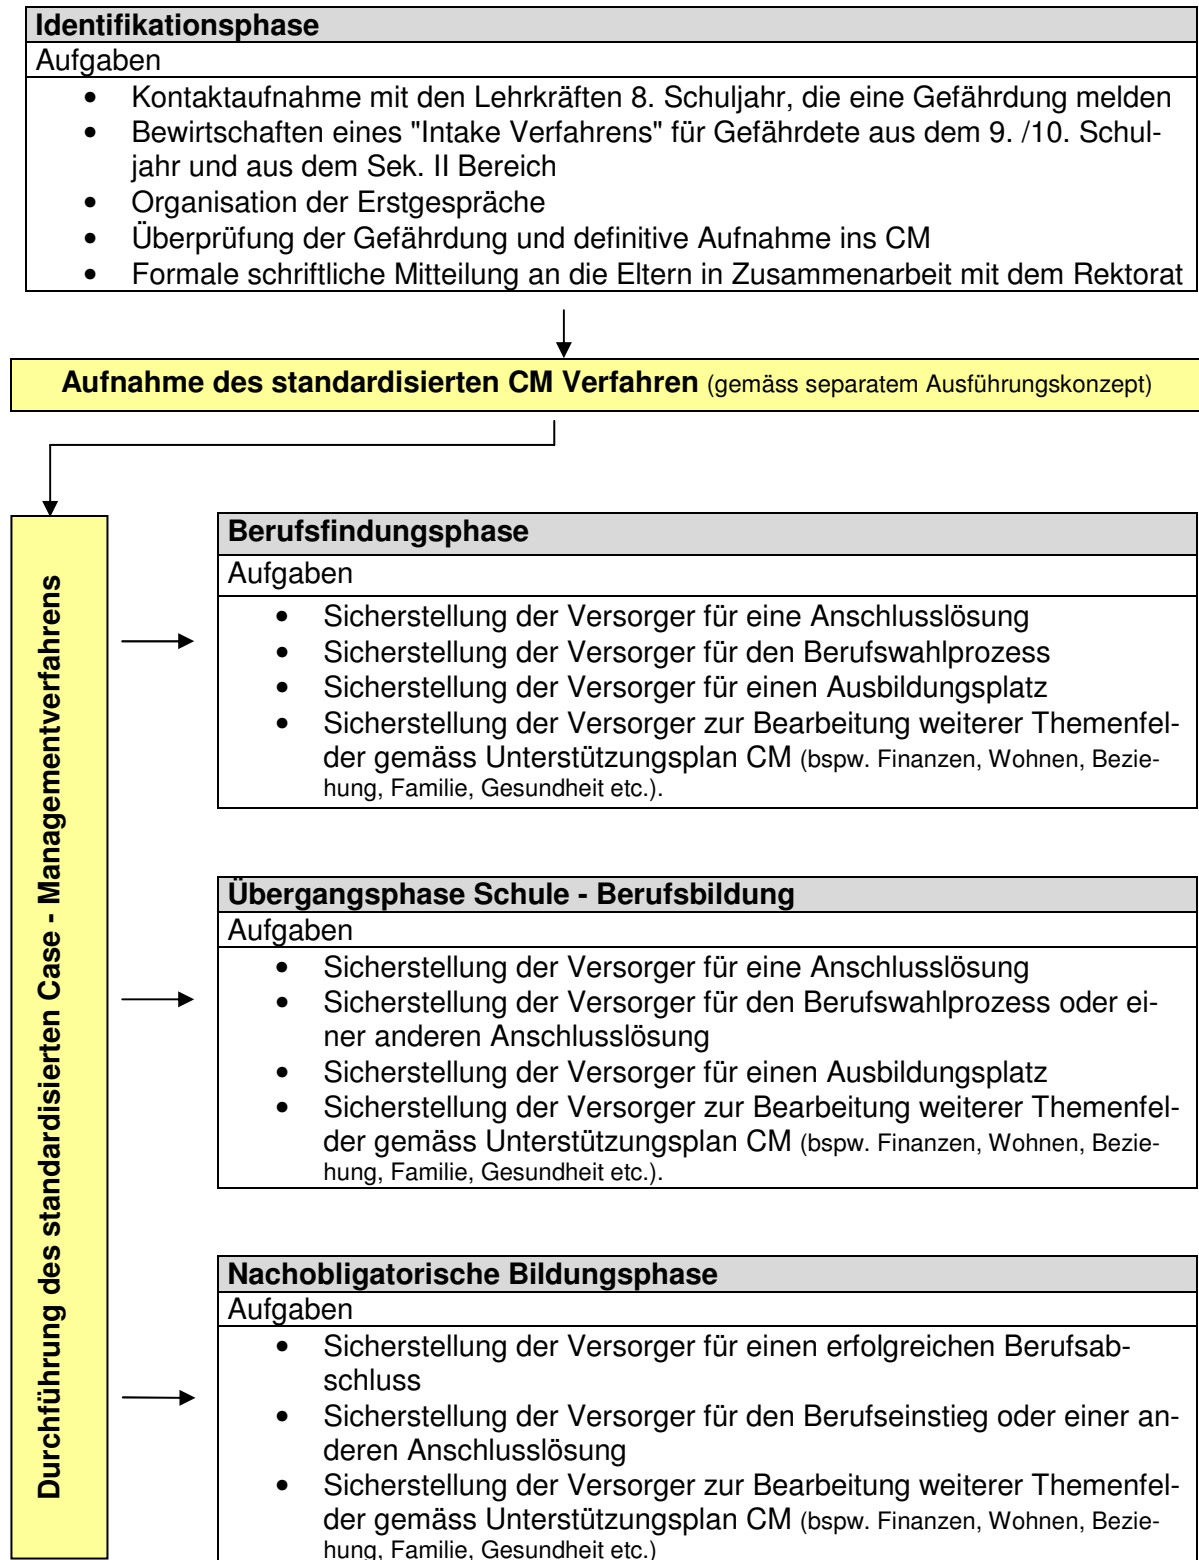 Identifikationsphase
Aufgaben
• Kontaktaufnahme mit den Lehrkräften 8. Schuljahr, die eine Gefährdung melden
• Bewirtschaften eines "Intake Verfahrens" für Gefährdete aus dem 9. /10. Schul-
jahr und aus dem Sek. II Bereich
• Organisation der Erstgespräche
• Überprüfung der Gefährdung und definitive Aufnahme ins CM
• Formale schriftliche Mitteilung an die Eltern in Zusammenarbeit mit dem Rektorat
Aufnahme des standardisierten CM Verfahren (gemäss separatem Ausführungskonzept)
Durchführung des standardisierten Case - Managementverfahrens
Berufsfindungsphase
Aufgaben
• Sicherstellung der Versorger für eine Anschlusslösung
• Sicherstellung der Versorger für den Berufswahlprozess
• Sicherstellung der Versorger für einen Ausbildungsplatz
• Sicherstellung der Versorger zur Bearbeitung weiterer Themenfel-
der gemäss Unterstützungsplan CM (bspw. Finanzen, Wohnen, Bezie-
hung, Familie, Gesundheit etc.).
Übergangsphase Schule - Berufsbildung
Aufgaben
• Sicherstellung der Versorger für eine Anschlusslösung
• Sicherstellung der Versorger für den Berufswahlprozess oder ei-
ner anderen Anschlusslösung
• Sicherstellung der Versorger für einen Ausbildungsplatz
• Sicherstellung der Versorger zur Bearbeitung weiterer Themenfel-
der gemäss Unterstützungsplan CM (bspw. Finanzen, Wohnen, Bezie-
hung, Familie, Gesundheit etc.).
Nachobligatorische Bildungsphase
Aufgaben
• Sicherstellung der Versorger für einen erfolgreichen Berufsab-
schluss
• Sicherstellung der Versorger für den Berufseinstieg oder einer an-
deren Anschlusslösung
• Sicherstellung der Versorger zur Bearbeitung weiterer Themenfel-
der gemäss Unterstützungsplan CM (bspw. Finanzen, Wohnen, Bezie-
hung, Familie, Gesundheit etc.)